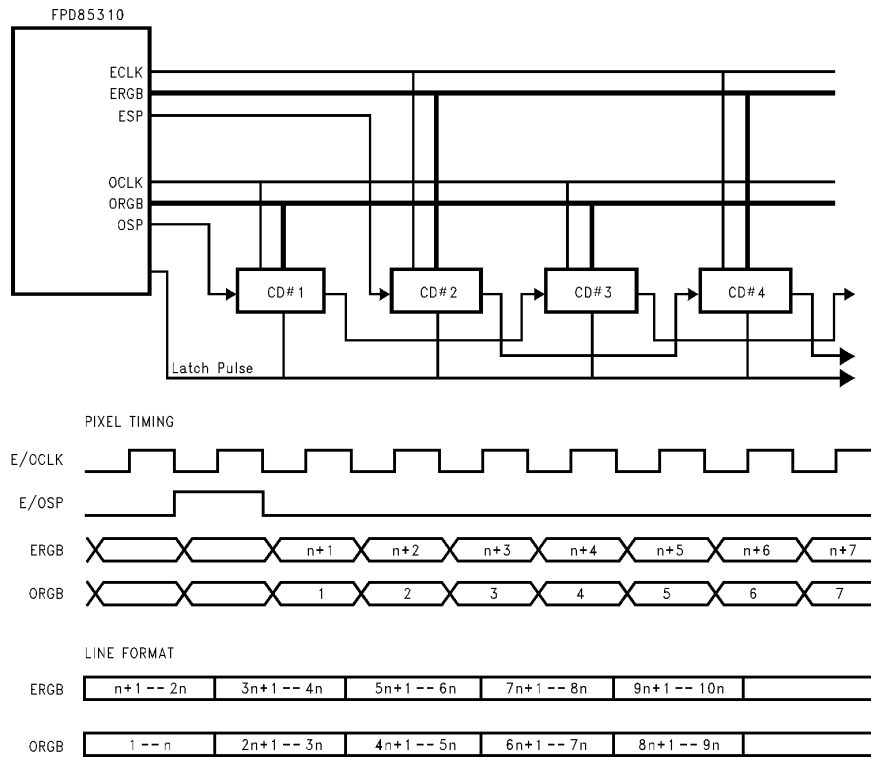 FPD85310
ECLK
ERGB
ESP
OCLK
ORGB
OSP
CD#1 CD#2 CD#3 CD#4
Latch Pulse
PIXEL TIMING
E/OCLK
E/OSP
ERGB n+1 n+2 n+3 n+4 n+5 n+6 n+7
ORGB 1 2 3 4 5 6 7
LINE FORMAT
ERGB n+1 -- 2n 3n+1 -- 4n 5n+1 -- 6n 7n+1 -- 8n 9n+1 -- 10n
ORGB 1 -- n 2n+1 -- 3n 4n+1 -- 5n 6n+1 -- 7n 8n+1 -- 9n